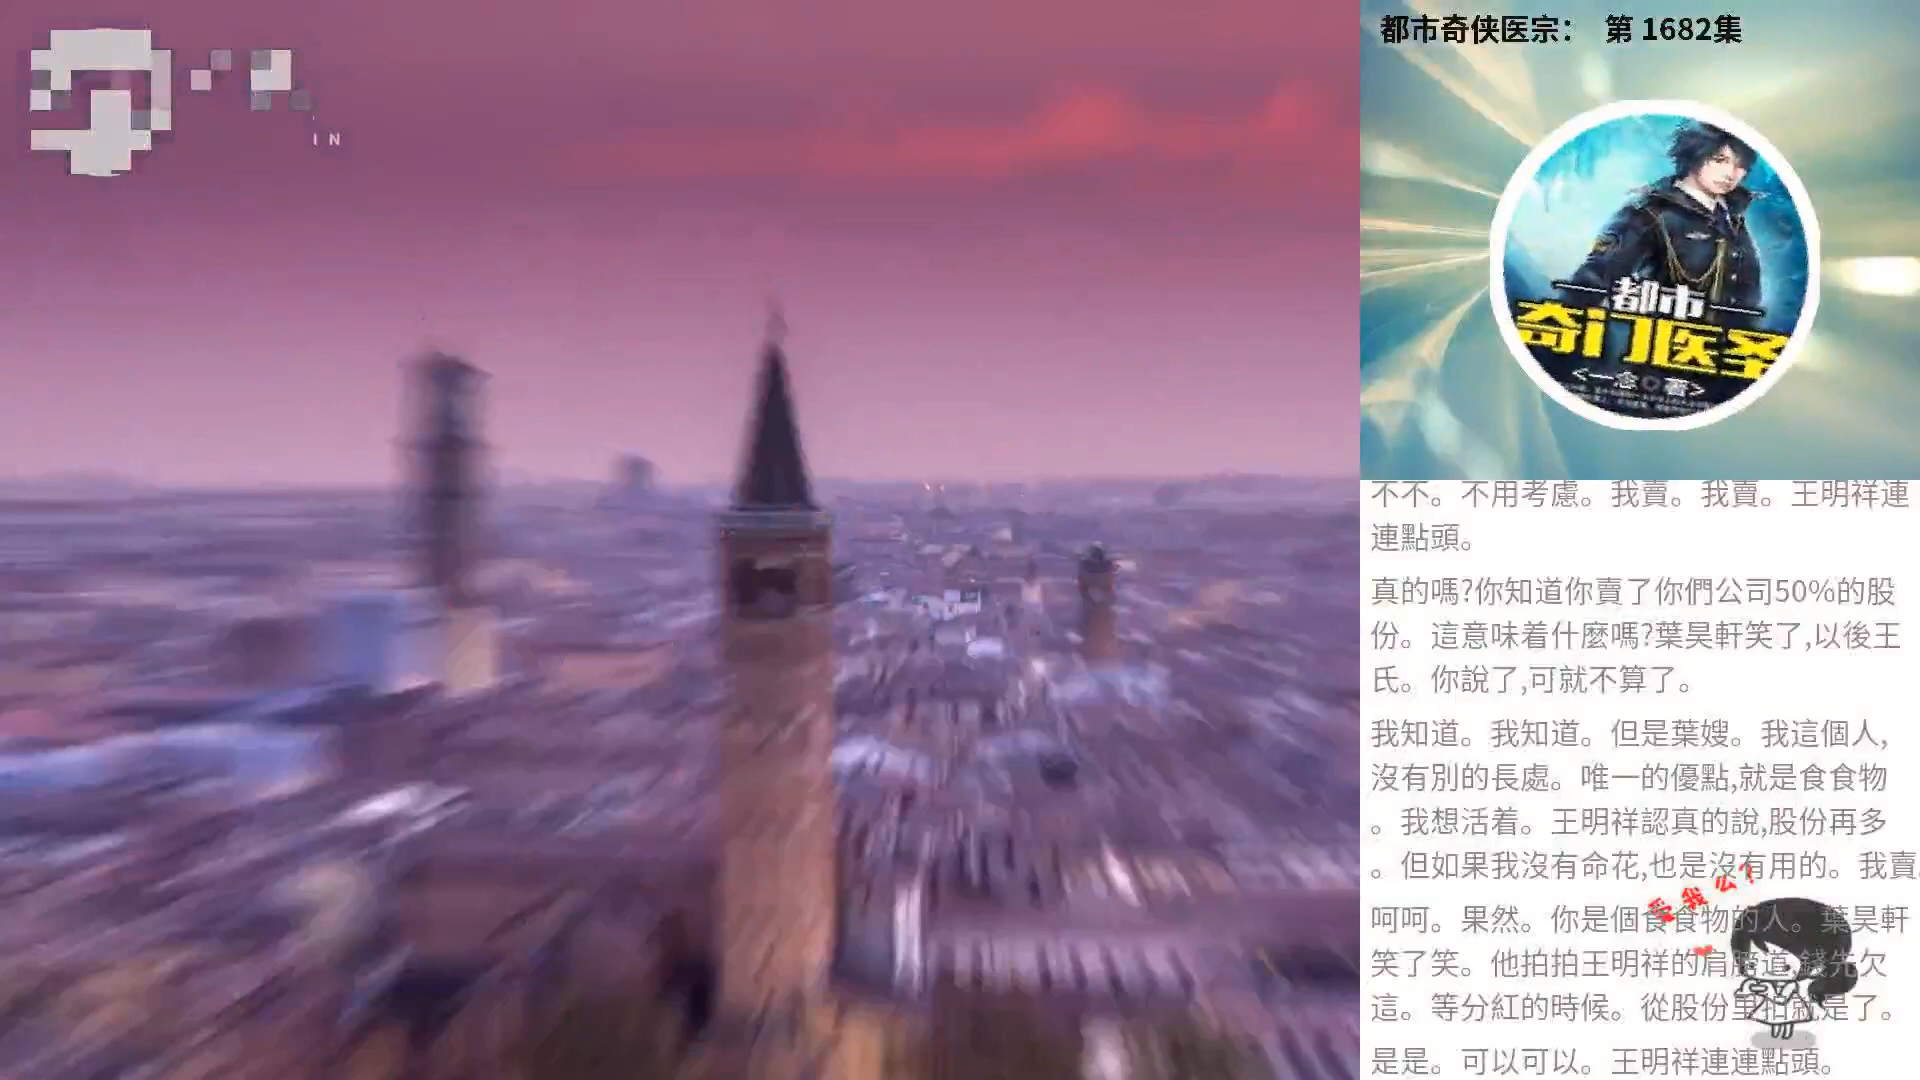 I N
都市奇侠医宗： 第 1682集
都市
奇门医圣
不不。不用考慮。我賣。我賣。王明祥連
連點頭。
真的嗎?你知道你賣了你們公司50%的股
份。這意味着什麼嗎?葉昊軒笑了,以後王
氏。你說了,可就不算了。
我知道。我知道。但是葉嫂。我這個人,
沒有別的長處。唯一的優點,就是食食物
。我想活着。王明祥認真的說,股份再多
。但如果我沒有命花,也是沒有用的。我賣
受我么?
呵呵。果然。你是個食食物的人。葉昊軒
笑了笑。他拍拍王明祥的肩膀道,錢先欠
這。等分紅的時候。從股份里扣就是了。
是是。可以可以。王明祥連連點頭。